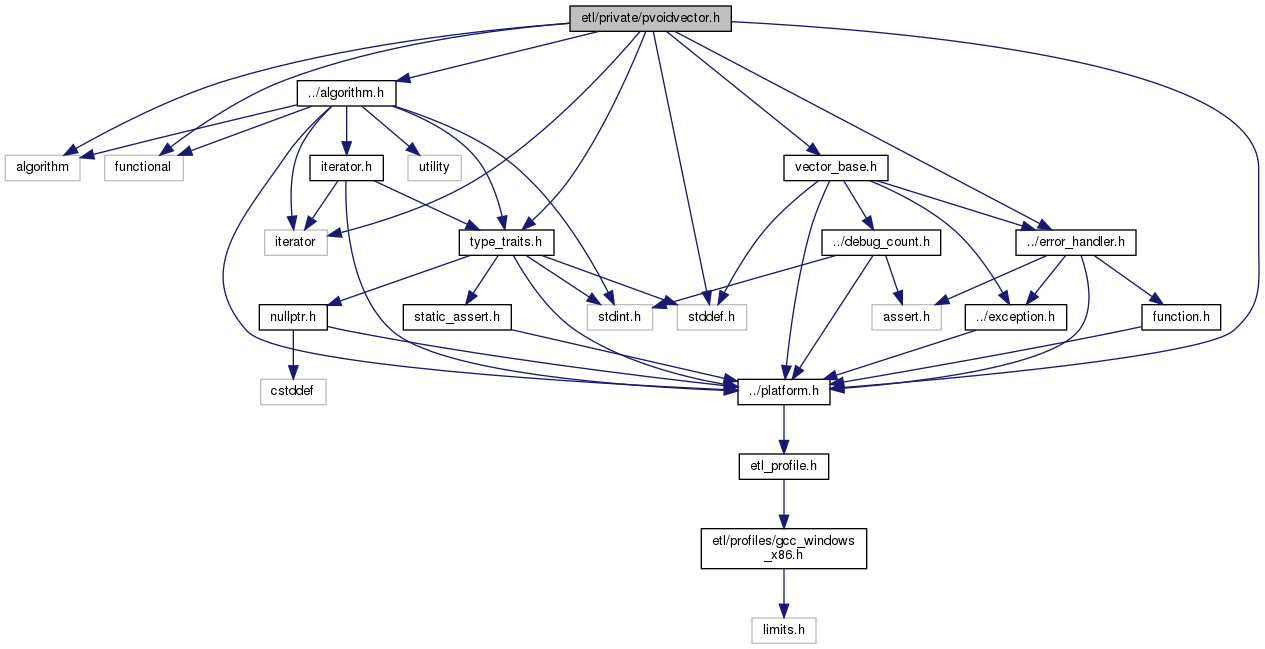 etl/private/pvoidvector.h
../algorithm.h
algorithm
functional
iterator.h
utility
vector_base.h
iterator
type_traits.h
../debug_count.h
../error_handler.h
nullptr.h
static_assert.h
stdint.h
stddef.h
assert.h
../exception.h
function.h
cstddef
../platform.h
etl_profile.h
etl/profiles/gcc_windows
_x86.h
limits.h